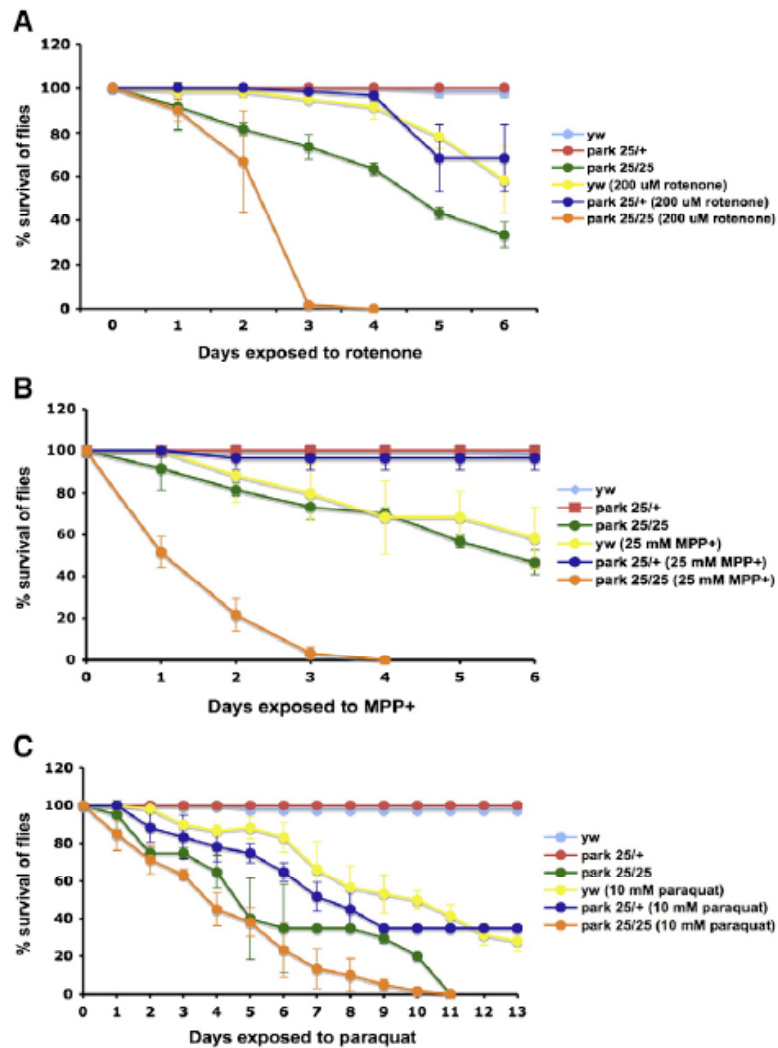 A
120
100
80
60
40
20
0
% survival of flies
0 1 2 3 4 5 6
Days exposed to rotenone
yw
park 25/+
park 25/25
yw (200 uM rotenone)
park 25/+ (200 uM rotenone)
park 25/25 (200 uM rotenone)
B
120
100
80
60
40
20
0
% survival of flies
0 1 2 3 4 5 6
Days exposed to MPP+
yw
park 25/+
park 25/25
yw (25 mM MPP+)
park 25/+ (25 mM MPP+)
park 25/25 (25 mM MPP+)
C
120
100
80
60
40
20
0
% survival of flies
0 1 2 3 4 5 6 7 8 9 10 11 12 13
Days exposed to paraquat
yw
park 25/+
park 25/25
yw (10 mM paraquat)
park 25/+ (10 mM paraquat)
park 25/25 (10 mM paraquat)